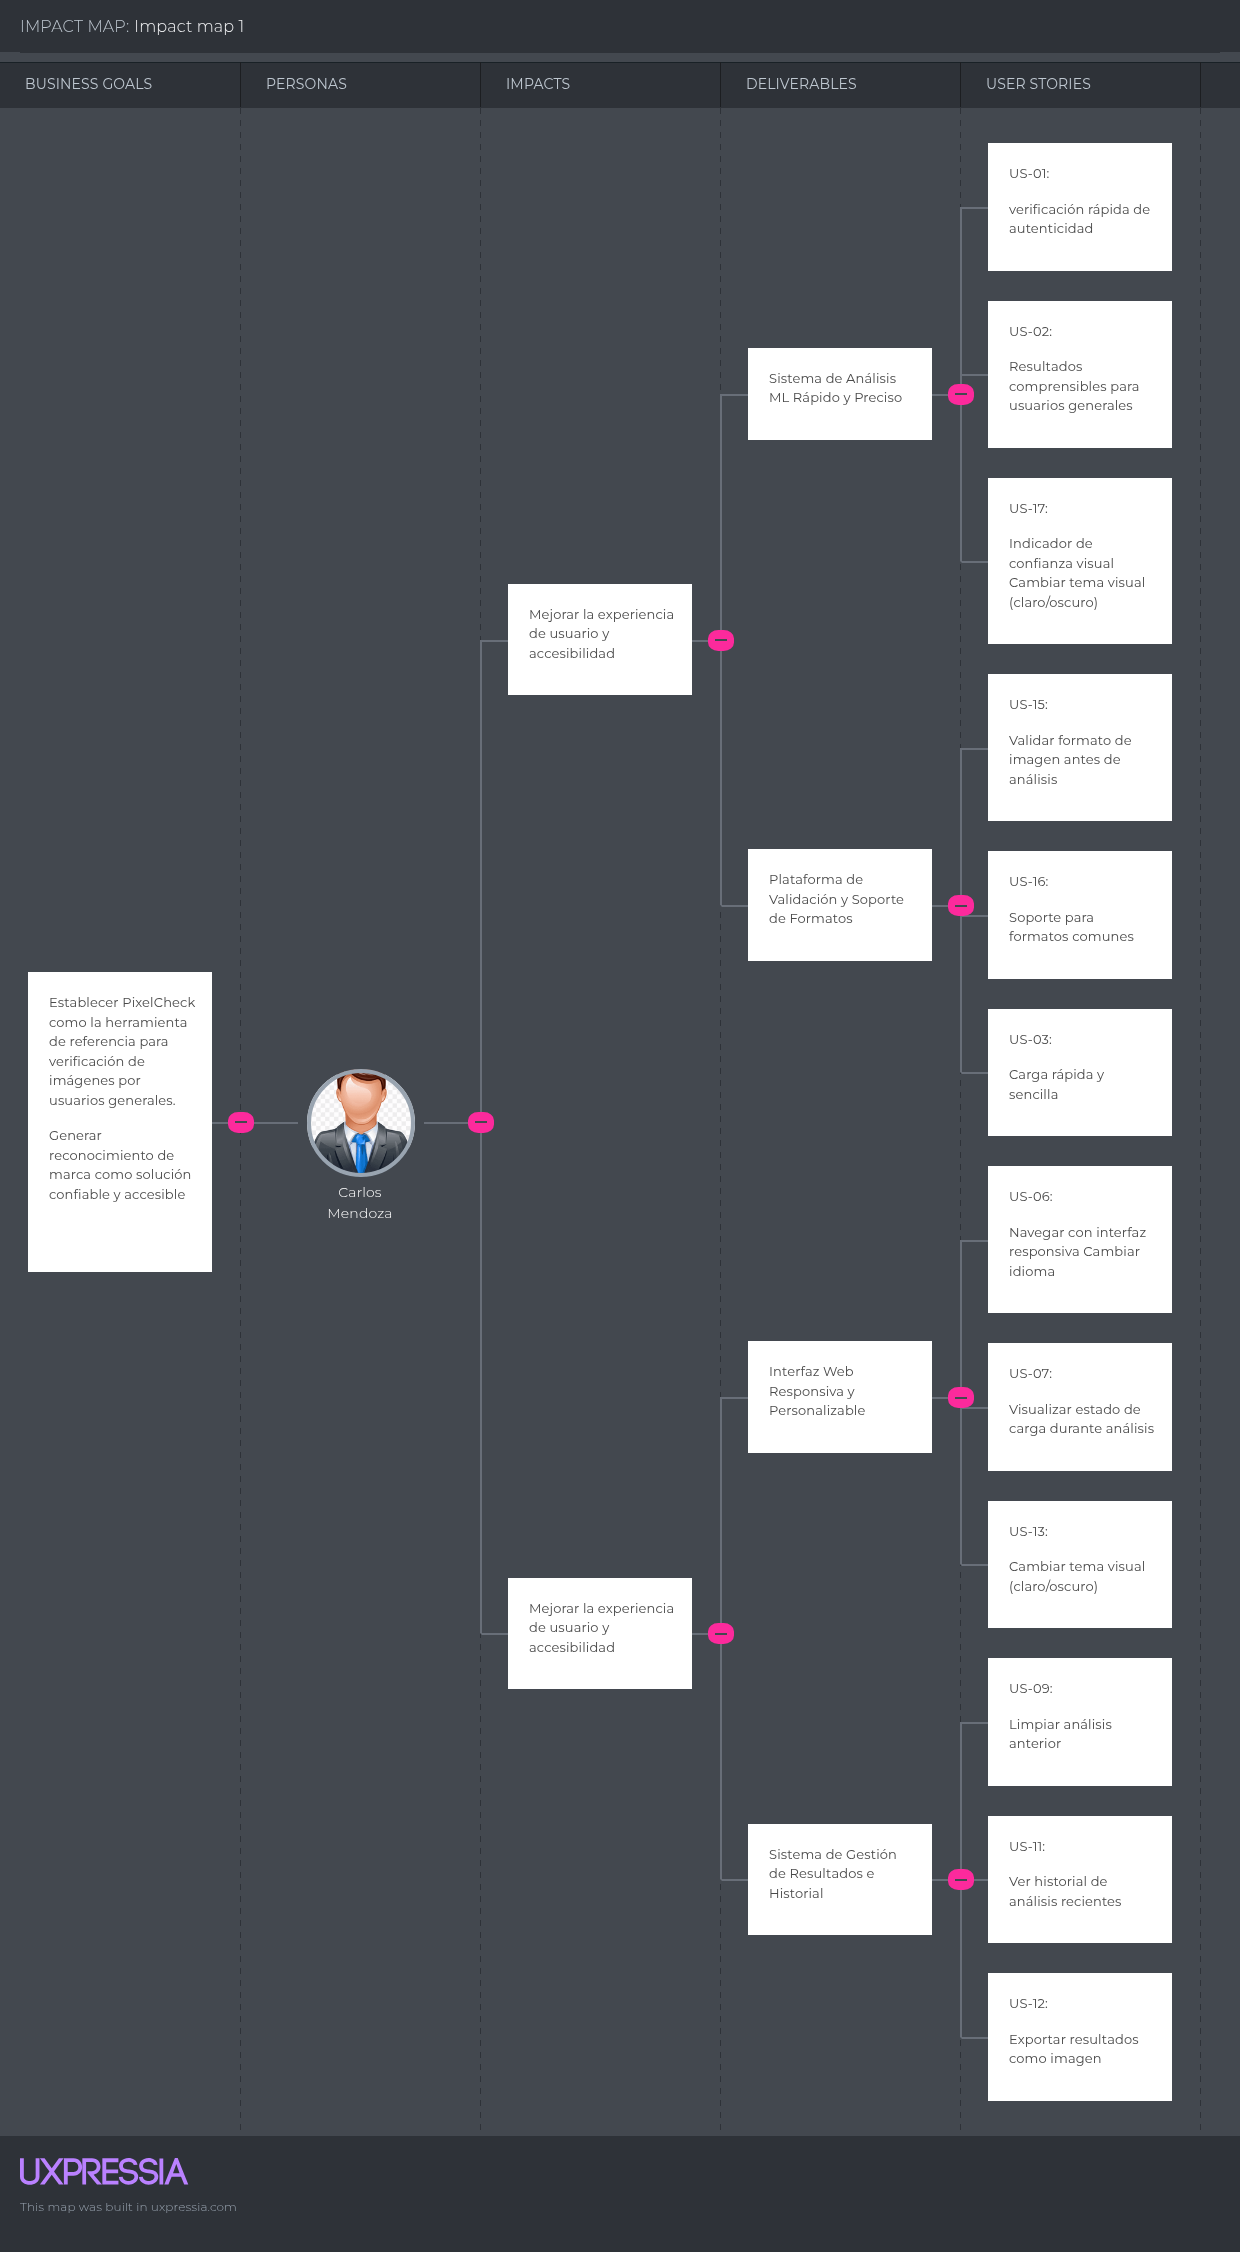 IMPACT MAP: Impact map 1
BUSINESS GOALS
PERSONAS
IMPACTS
DELIVERABLES
USER STORIES
Establecer PixelCheck
como la herramienta
de referencia para
verificación de
imágenes por
usuarios generales.
Generar
reconocimiento de
marca como solución
confiable y accesible
Carlos
Mendoza
Mejorar la experiencia
de usuario y
accesibilidad
Sistema de Análisis
ML Rápido y Preciso
US-01:
verificación rápida de
autenticidad
US-02:
Resultados
comprensibles para
usuarios generales
US-17:
Indicador de
confianza visual
Cambiar tema visual
(claro/oscuro)
Plataforma de
Validación y Soporte
de Formatos
US-15:
Validar formato de
imagen antes de
análisis
US-16:
Soporte para
formatos comunes
US-03:
Carga rápida y
sencilla
Mejorar la experiencia
de usuario y
accesibilidad
Interfaz Web
Responsiva y
Personalizable
US-06:
Navegar con interfaz
responsiva Cambiar
idioma
US-07:
Visualizar estado de
carga durante análisis
US-13:
Cambiar tema visual
(claro/oscuro)
Sistema de Gestión
de Resultados e
Historial
US-09:
Limpiar análisis
anterior
US-11:
Ver historial de
análisis recientes
US-12:
Exportar resultados
como imagen
UXPRESSIA
This map was built in uxpressia.com